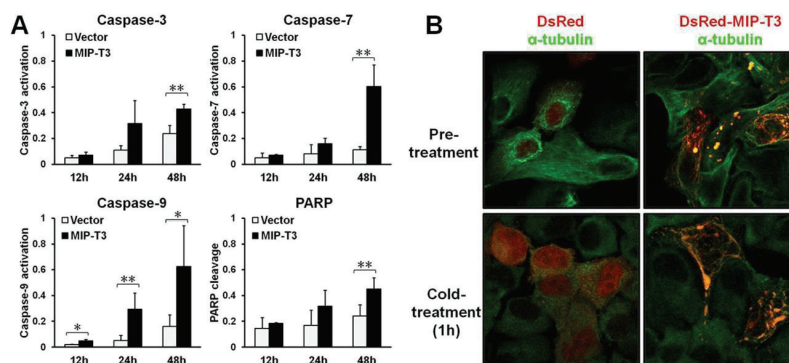 A
Caspase-3
Vector
MIP-T3
**
Caspase-3 activation
1
0.8
0.6
0.4
0.2
0
12h 24h 48h
Caspase-7
Vector
MIP-T3
**
Caspase-7 activation
1
0.8
0.6
0.4
0.2
0
12h 24h 48h
Caspase-9
Vector
MIP-T3
*
**
*
Caspase-9 activation
1
0.8
0.6
0.4
0.2
0
12h 24h 48h
PARP
Vector
MIP-T3
**
PARP cleavage
1
0.8
0.6
0.4
0.2
0
12h 24h 48h
B
DsRed
α-tubulin
DsRed-MIP-T3
α-tubulin
Pre-
treatment
Cold-
treatment
(1h)